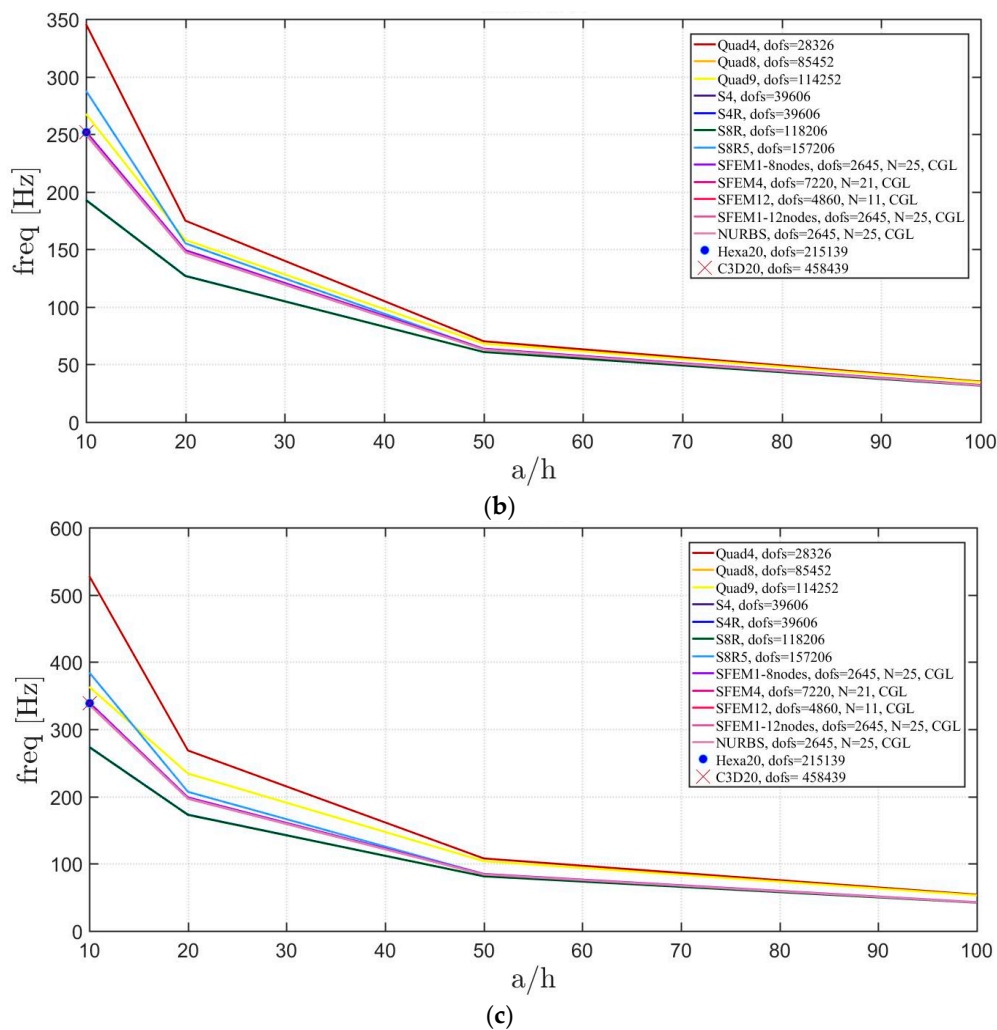 350
300
250
200
150
100
50
0
freq [Hz]
Quad4, dofs=28326
Quad8, dofs=85452
Quad9, dofs=114252
S4, dofs=39606
S4R, dofs=39606
S8R, dofs=118206
S8R5, dofs=157206
SFEM1-8nodes, dofs=2645, N=25, CGL
SFEM4, dofs=7220, N=21, CGL
SFEM12, dofs=4860, N=11, CGL
SFEM1-12nodes, dofs=2645, N=25, CGL
NURBS, dofs=2645, N=25, CGL
Hexa20, dofs=215139
C3D20, dofs= 458439
10 20 30 40 50 60 70 80 90 100
a/h
(b)
600
500
400
300
200
100
0
freq [Hz]
Quad4, dofs=28326
Quad8, dofs=85452
Quad9, dofs=114252
S4, dofs=39606
S4R, dofs=39606
S8R, dofs=118206
S8R5, dofs=157206
SFEM1-8nodes, dofs=2645, N=25, CGL
SFEM4, dofs=7220, N=21, CGL
SFEM12, dofs=4860, N=11, CGL
SFEM1-12nodes, dofs=2645, N=25, CGL
NURBS, dofs=2645, N=25, CGL
Hexa20, dofs=215139
C3D20, dofs= 458439
10 20 30 40 50 60 70 80 90 100
a/h
(c)